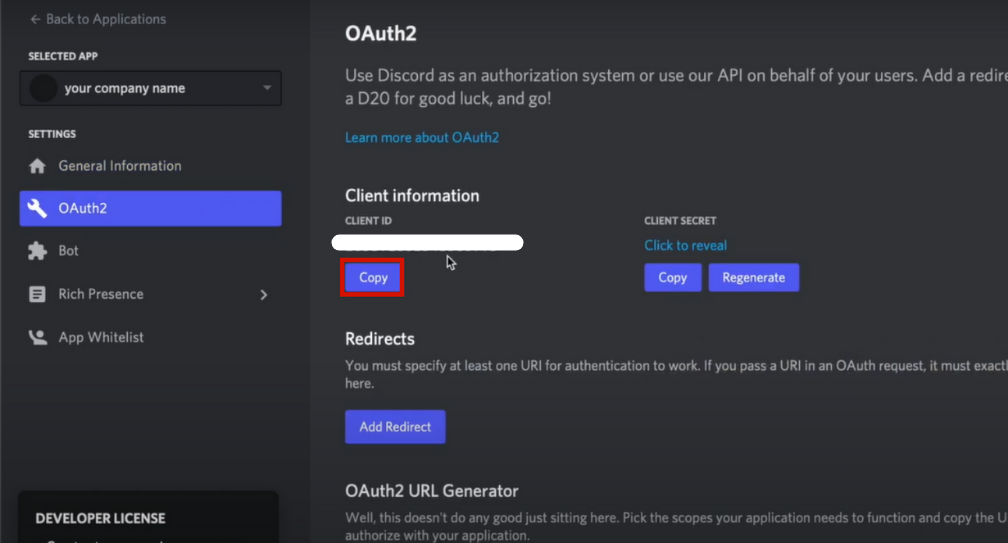 Back to Applications
SELECTED APP
your company name
SETTINGS
General Information
OAuth2
Bot
Rich Presence
App Whitelist
DEVELOPER LICENSE
OAuth2
Use Discord as an authorization system or use our API on behalf of your users. Add a redire
a D20 for good luck, and go!
Learn more about OAuth2
Client information
CLIENT ID
Copy
CLIENT SECRET
Click to reveal
Copy Regenerate
Redirects
You must specify at least one URI for authentication to work. If you pass a URI in an OAuth request, it must exactl
here.
Add Redirect
OAuth2 URL Generator
Well, this doesn't do any good just sitting here. Pick the scopes your application needs to function and copy the U
authorize with your application.